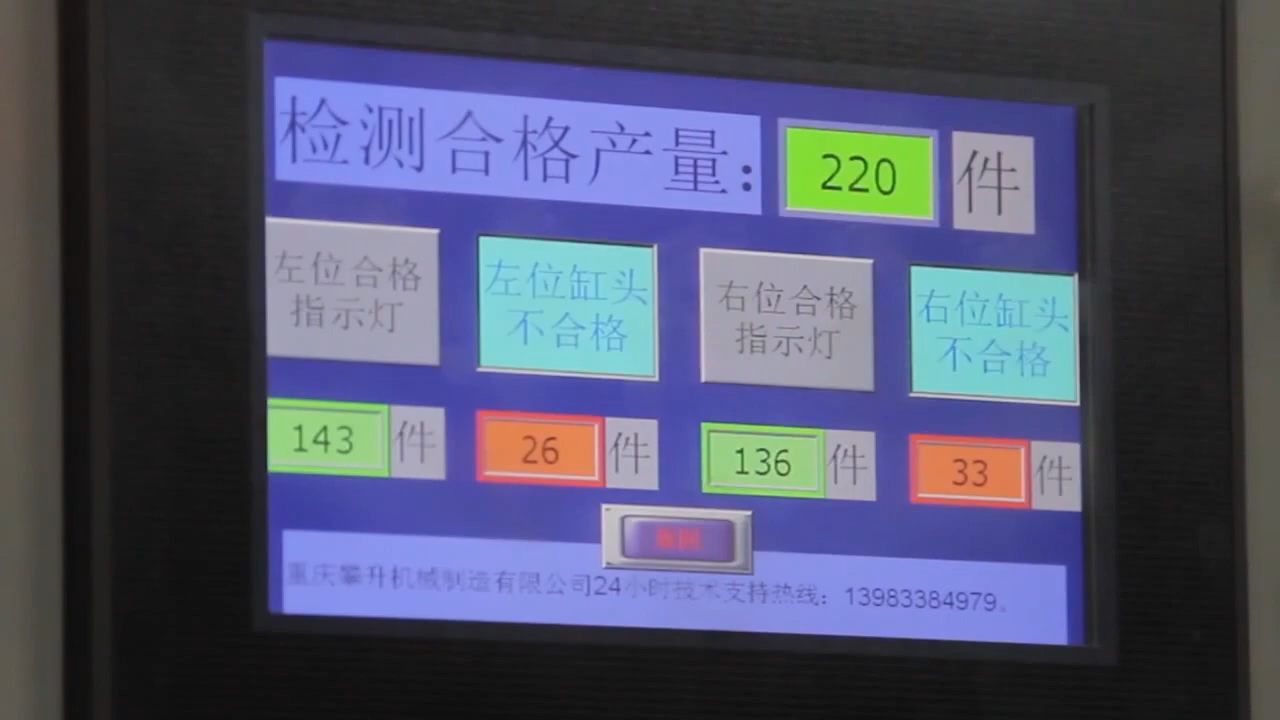 检测合格产量: 220 件
左位合格
指示灯
左位缸头
不合格
右位合格
指示灯
右位缸头
不合格
143 件
26 件
136 件
33 件
重庆攀升机械制造有限公司24小时技术支持热线：13983384979。